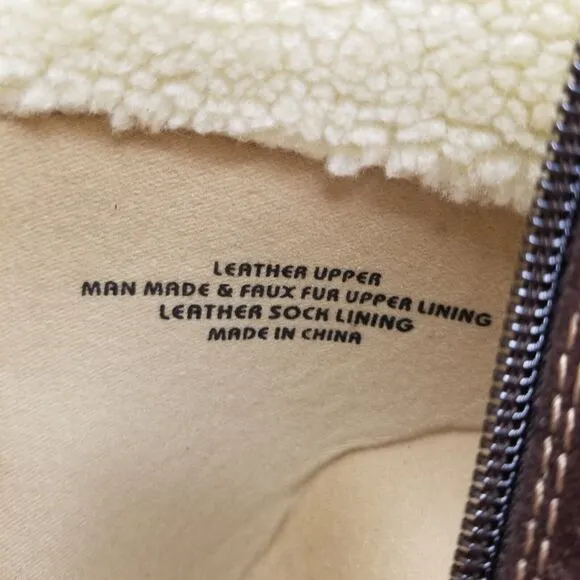 LEATHER UPPER
MAN MADE & FAUX FUR UPPER LINING
LEATHER SOCK LINING
MADE IN CHINA